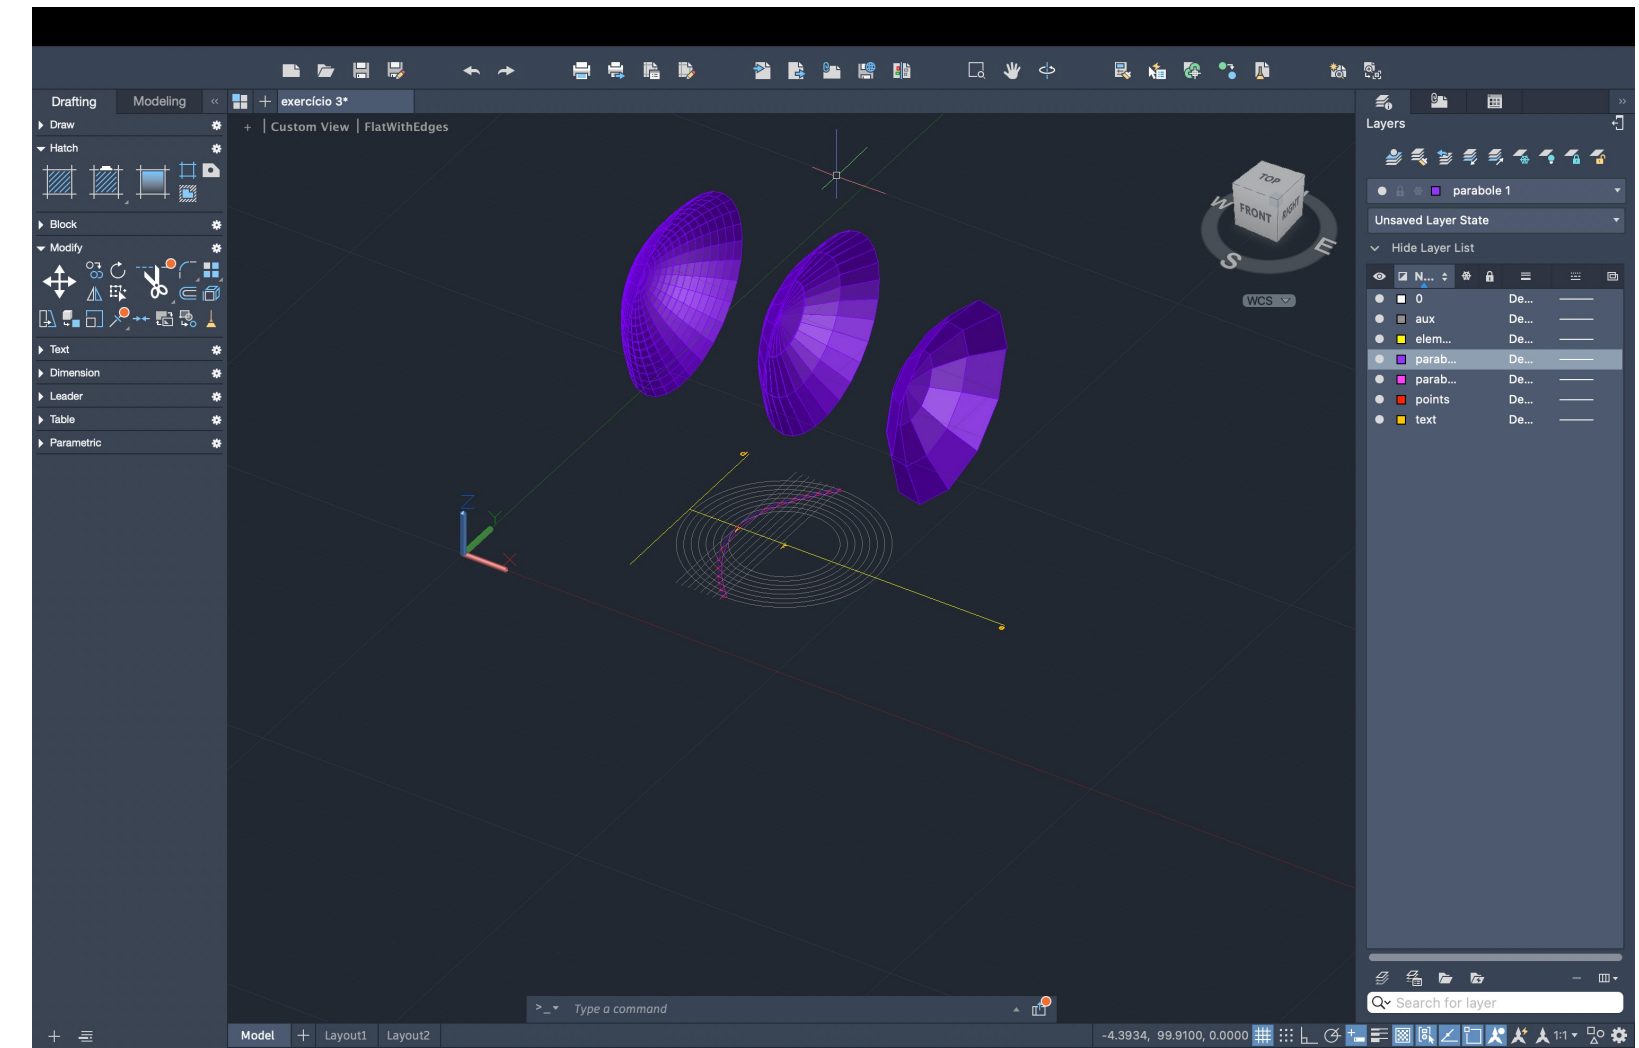 Drafting
Modeling
exercício 3*
Draw
+ | Custom View | FlatWithEdges
Hatch
Block
Modify
Text
Dimension
Leader
Table
Parametric
TOP
FRONT
RIGHT
W
S
E
WCS
Z
Y
X
Layers
parabole 1
Unsaved Layer State
Hide Layer List
N...
0 De...
aux De...
elem... De...
parab... De...
parab... De...
points De...
text De...
Search for layer
>_ Type a command
Model
Layout1
Layout2
-4.3934, 99.9100, 0.0000
1:1